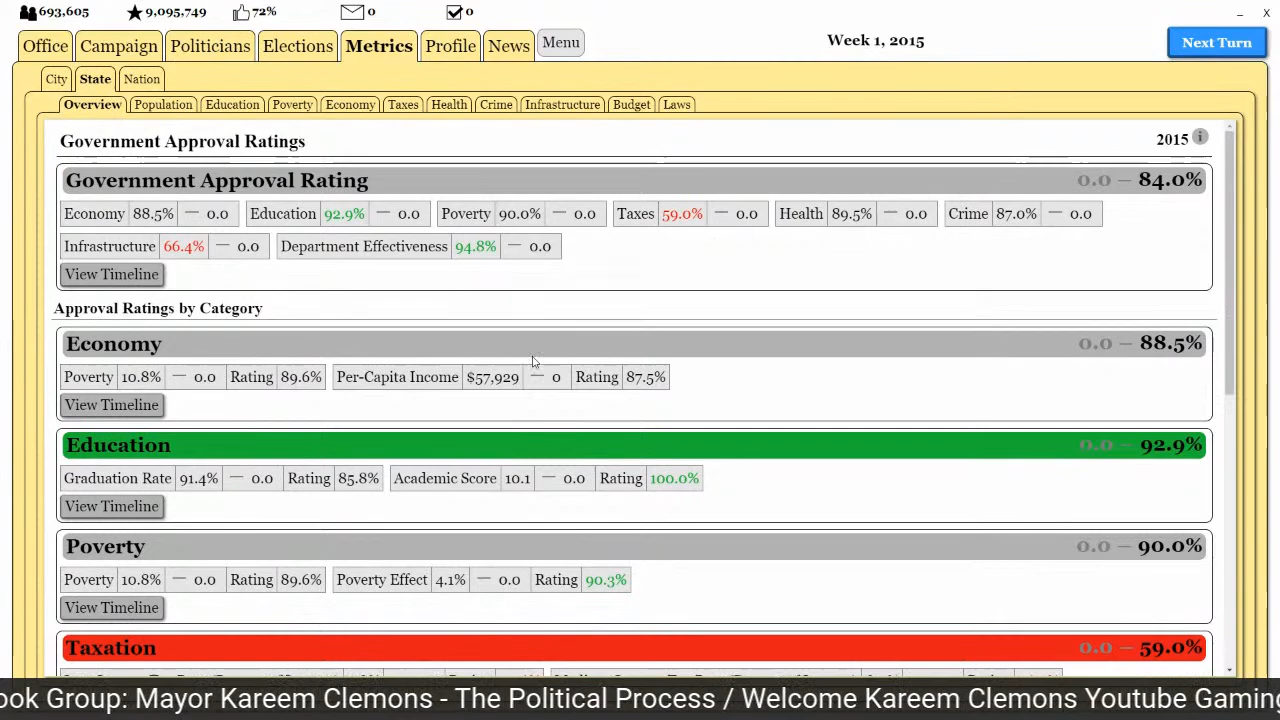 693,605 9,095,749 72% 0 0
_ X
Office Campaign Politicians Elections Metrics Profile News Menu Week 1, 2015 Next Turn
City State Nation
Overview Population Education Poverty Economy Taxes Health Crime Infrastructure Budget Laws
Government Approval Ratings 2015 i
Government Approval Rating 0.0 — 84.0%
Economy 88.5% — 0.0 Education 92.9% — 0.0 Poverty 90.0% — 0.0 Taxes 59.0% — 0.0 Health 89.5% — 0.0 Crime 87.0% — 0.0
Infrastructure 66.4% — 0.0 Department Effectiveness 94.8% — 0.0
View Timeline
Approval Ratings by Category
Economy 0.0 — 88.5%
Poverty 10.8% — 0.0 Rating 89.6% Per-Capita Income $57,929 — 0 Rating 87.5%
View Timeline
Education 0.0 — 92.9%
Graduation Rate 91.4% — 0.0 Rating 85.8% Academic Score 10.1 — 0.0 Rating 100.0%
View Timeline
Poverty 0.0 — 90.0%
Poverty 10.8% — 0.0 Rating 89.6% Poverty Effect 4.1% — 0.0 Rating 90.3%
View Timeline
Taxation 0.0 — 59.0%
ook Group: Mayor Kareem Clemons - The Political Process / Welcome Kareem Clemons Youtube Gaming